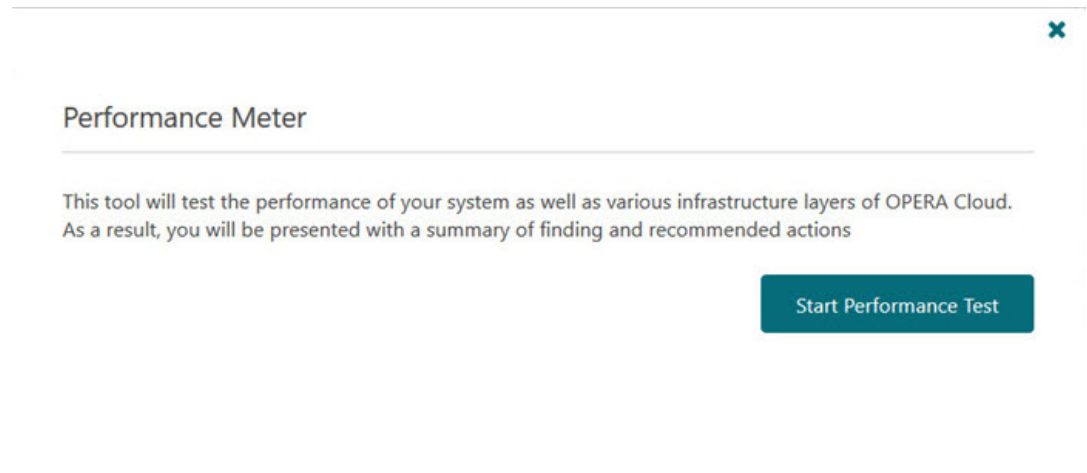 Performance Meter
This tool will test the performance of your system as well as various infrastructure layers of OPERA Cloud.
As a result, you will be presented with a summary of finding and recommended actions
Start Performance Test